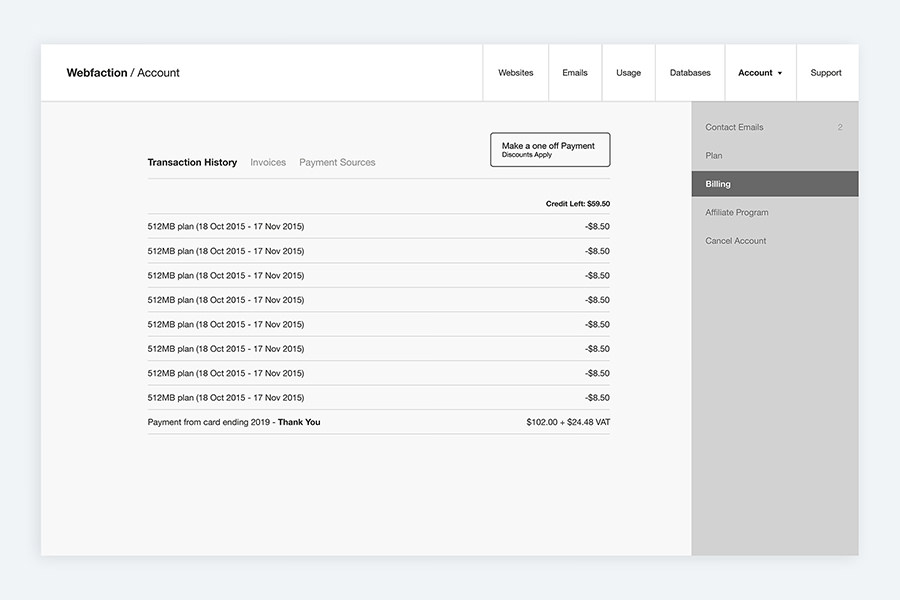 Webfaction / Account
Websites
Emails
Usage
Databases
Account
Support
Transaction History
Invoices
Payment Sources
Make a one off Payment
Discounts Apply
Credit Left: $59.50
512MB plan (18 Oct 2015 - 17 Nov 2015) -$8.50
512MB plan (18 Oct 2015 - 17 Nov 2015) -$8.50
512MB plan (18 Oct 2015 - 17 Nov 2015) -$8.50
512MB plan (18 Oct 2015 - 17 Nov 2015) -$8.50
512MB plan (18 Oct 2015 - 17 Nov 2015) -$8.50
512MB plan (18 Oct 2015 - 17 Nov 2015) -$8.50
512MB plan (18 Oct 2015 - 17 Nov 2015) -$8.50
512MB plan (18 Oct 2015 - 17 Nov 2015) -$8.50
Payment from card ending 2019 - Thank You $102.00 + $24.48 VAT
Contact Emails 2
Plan
Billing
Affiliate Program
Cancel Account